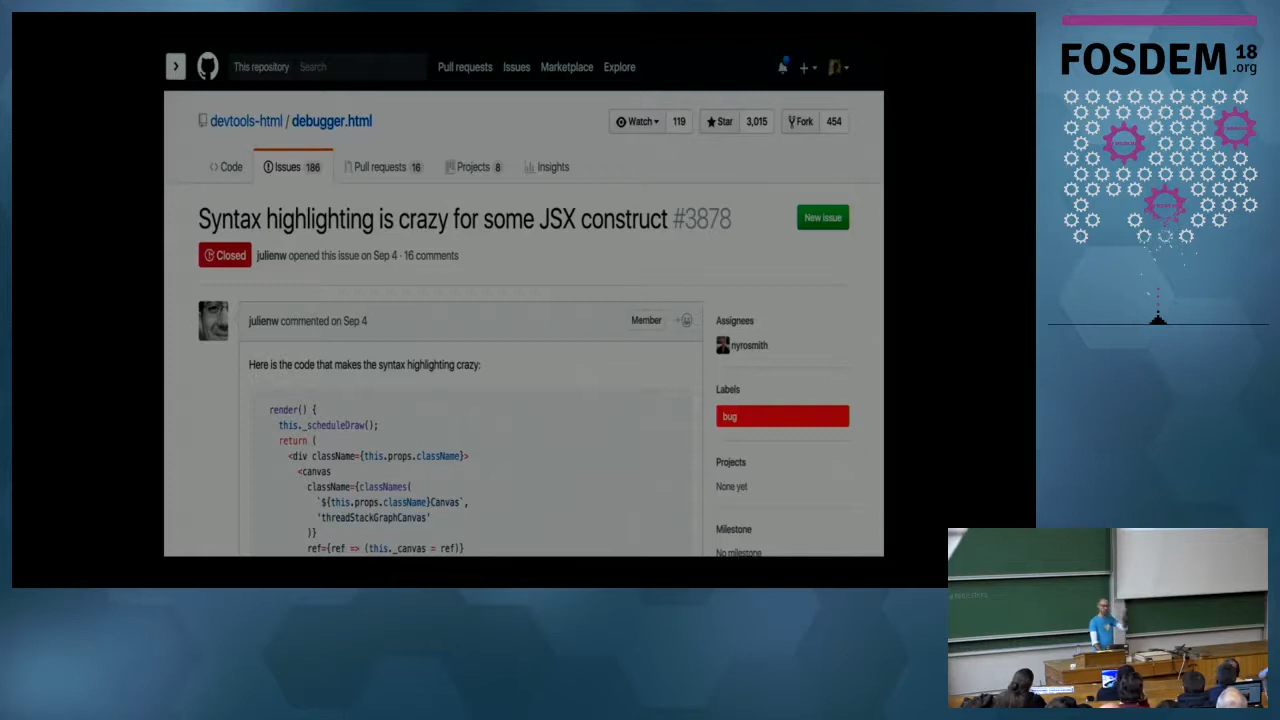 This repository Search Pull requests Issues Marketplace Explore
devtools-html / debugger.html Watch 119 Star 3,015 Fork 454
Code Issues 186 Pull requests 16 Projects 8 Insights
Syntax highlighting is crazy for some JSX construct #3878 New issue
Closed julienw opened this issue on Sep 4 · 16 comments
julienw commented on Sep 4 Member
Here is the code that makes the syntax highlighting crazy:
render() {
this._scheduleDraw();
return (
<div className={this.props.className}>
<canvas
className={classNames(
`${this.props.className}Canvas`,
'threadStackGraphCanvas'
)}
ref={ref => (this._canvas = ref)}
Assignees
nyrosmith
Labels
bug
Projects
None yet
Milestone
No milestone
FOSDEM 18
.org